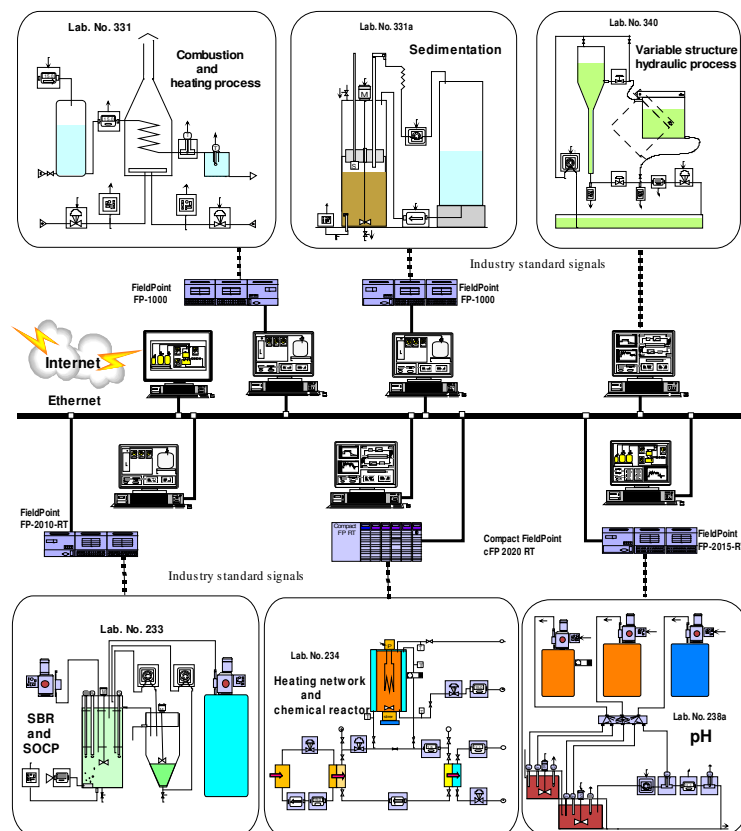 Lab. No. 331
Combustion
and
heating process
Lab. No. 331a
Sedimentation
M
S
Lab. No. 340
Variable structure
hydraulic process
Industry standard signals
FieldPoint
FP-1000
FieldPoint
FP-1000
Internet
Ethernet
FieldPoint
FP-2010-RT
Compact
FP RT
Compact FieldPoint
cFP 2020 RT
FieldPoint
FP-2015-R
Industry standard signals
Lab. No. 233
SBR
and
SOCP
Lab. No. 234
Heating network
and
chemical reactor
Lab. No. 238a
pH